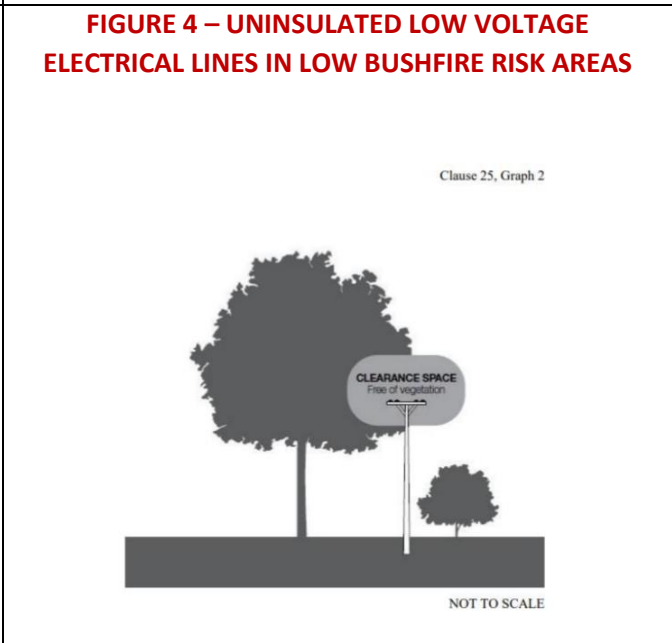 FIGURE 4 – UNINSULATED LOW VOLTAGE
ELECTRICAL LINES IN LOW BUSHFIRE RISK AREAS
Clause 25, Graph 2
CLEARANCE SPACE
Free of vegetation
NOT TO SCALE